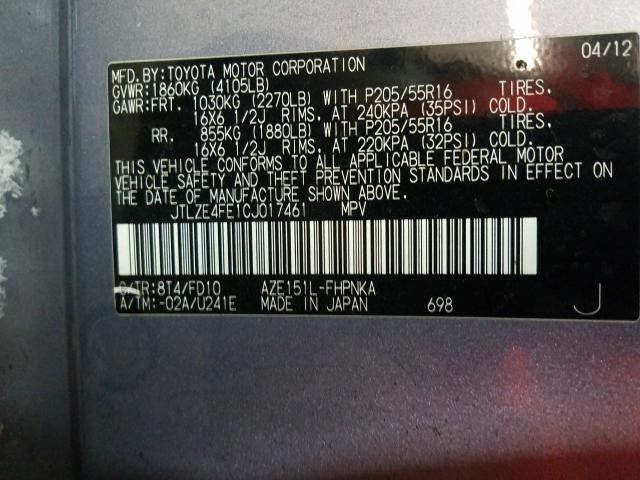 04/12
MFD.BY:TOYOTA MOTOR CORPORATION
GVWR:1860KG (4105LB)
GAWR:FRT. 1030KG (2270LB) WITH P205/55R16 TIRES,
16X6 1/2J RIMS, AT 240KPA (35PSI) COLD.
RR. 855KG (1880LB) WITH P205/55R16 TIRES,
16X6 1/2J RIMS, AT 220KPA (32PSI) COLD.
THIS VEHICLE CONFORMS TO ALL APPLICABLE FEDERAL MOTOR
VEHICLE SAFETY AND THEFT PREVENTION STANDARDS IN EFFECT ON
THE DATE OF MANUFACTURE SHOWN ABOVE.
JTLZE4FE1CJ017461 MPV
C/TR:8T4/FD10 AZE151L-FHPNKA
A/TM:-02A/U241E MADE IN JAPAN 698 J